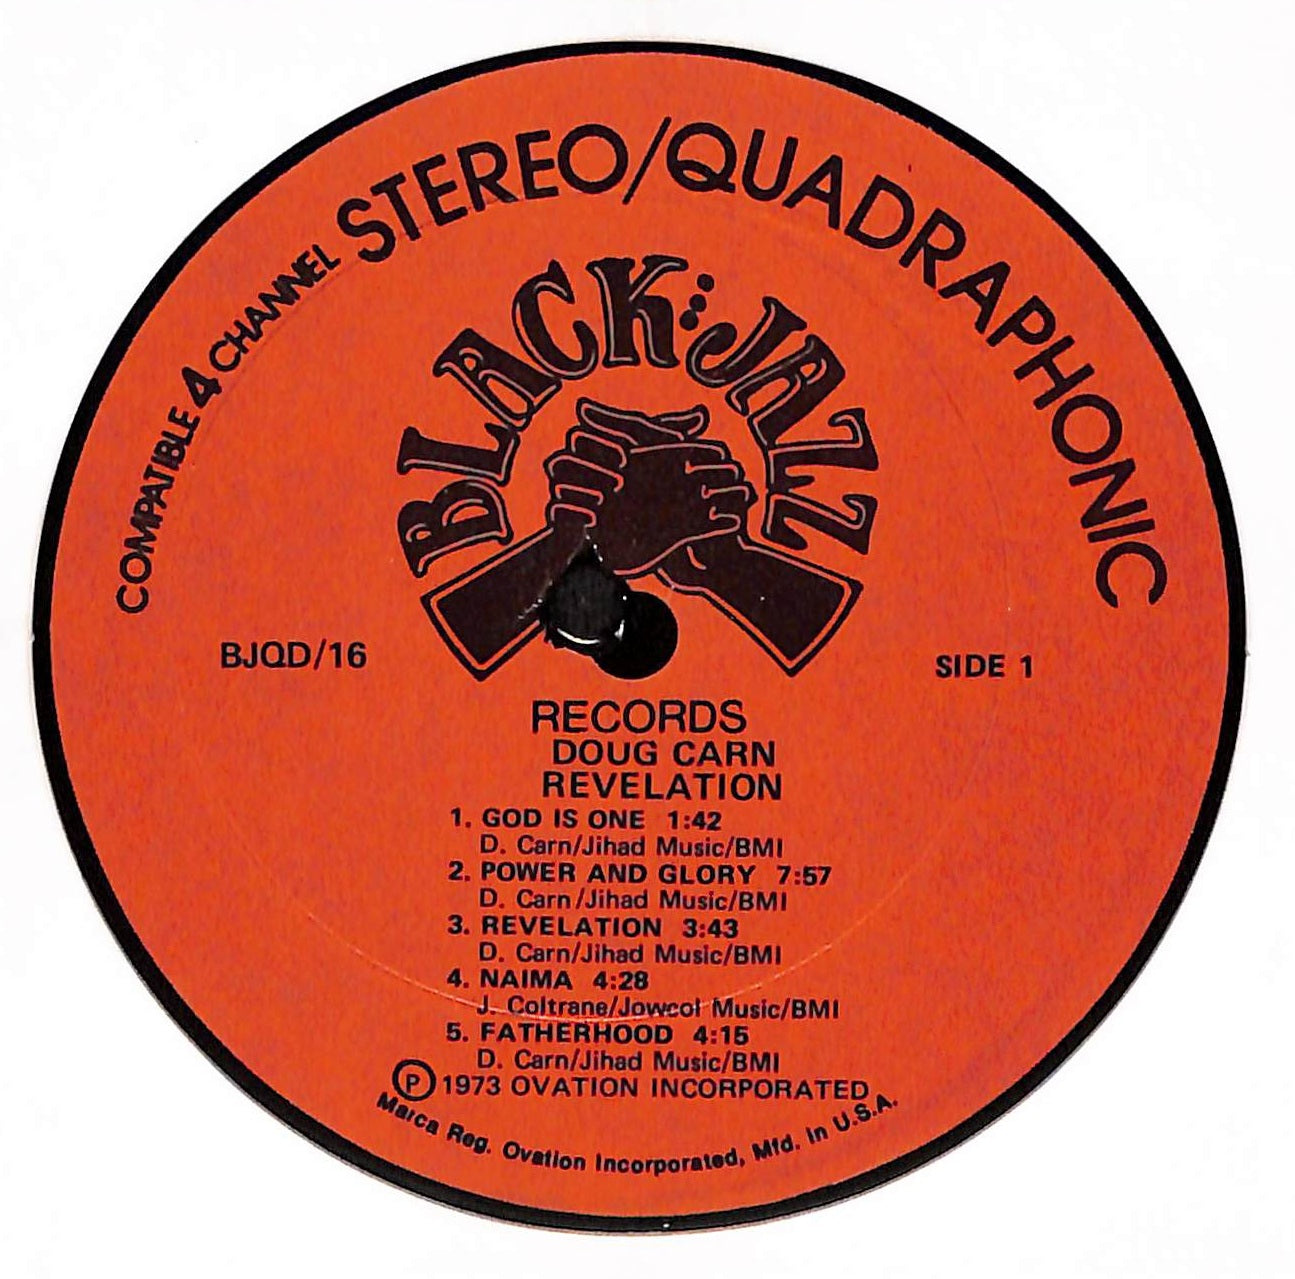 COMPATIBLE 4 CHANNEL STEREO/QUADRAPHONIC
BLACK JAZZ
BJQD/16
SIDE 1
RECORDS
DOUG CARN
REVELATION
1. GOD IS ONE 1:42
D. Carn/Jihad Music/BMI
2. POWER AND GLORY 7:57
D. Carn/Jihad Music/BMI
3. REVELATION 3:43
D. Carn/Jihad Music/BMI
4. NAIMA 4:28
J. Coltrane/Jowcol Music/BMI
5. FATHERHOOD 4:15
D. Carn/Jihad Music/BMI
Ⓟ 1973 OVATION INCORPORATED
Marca Reg. Ovation Incorporated, Mfd. in U.S.A.